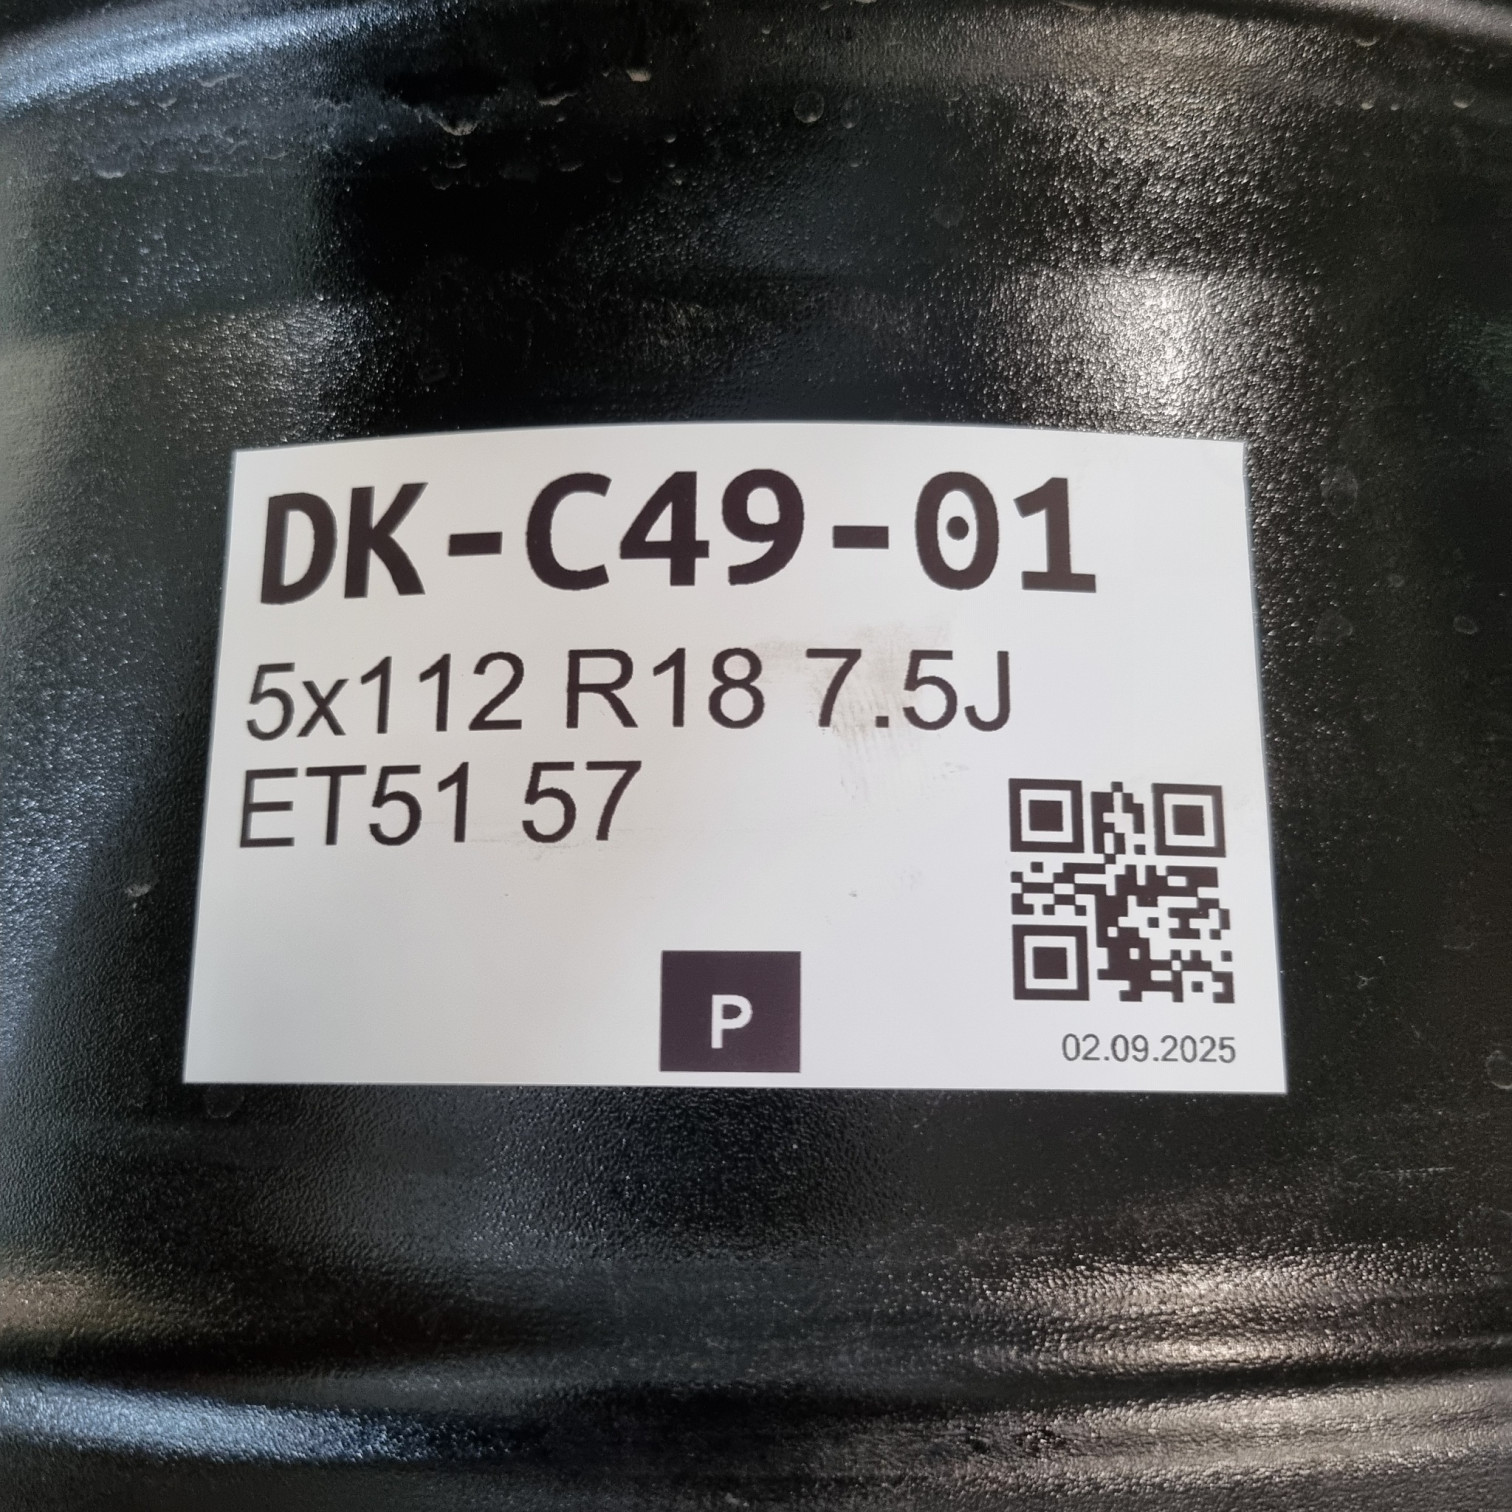 DK-C49-01
5x112 R18 7.5J
ET51 57
P
02.09.2025